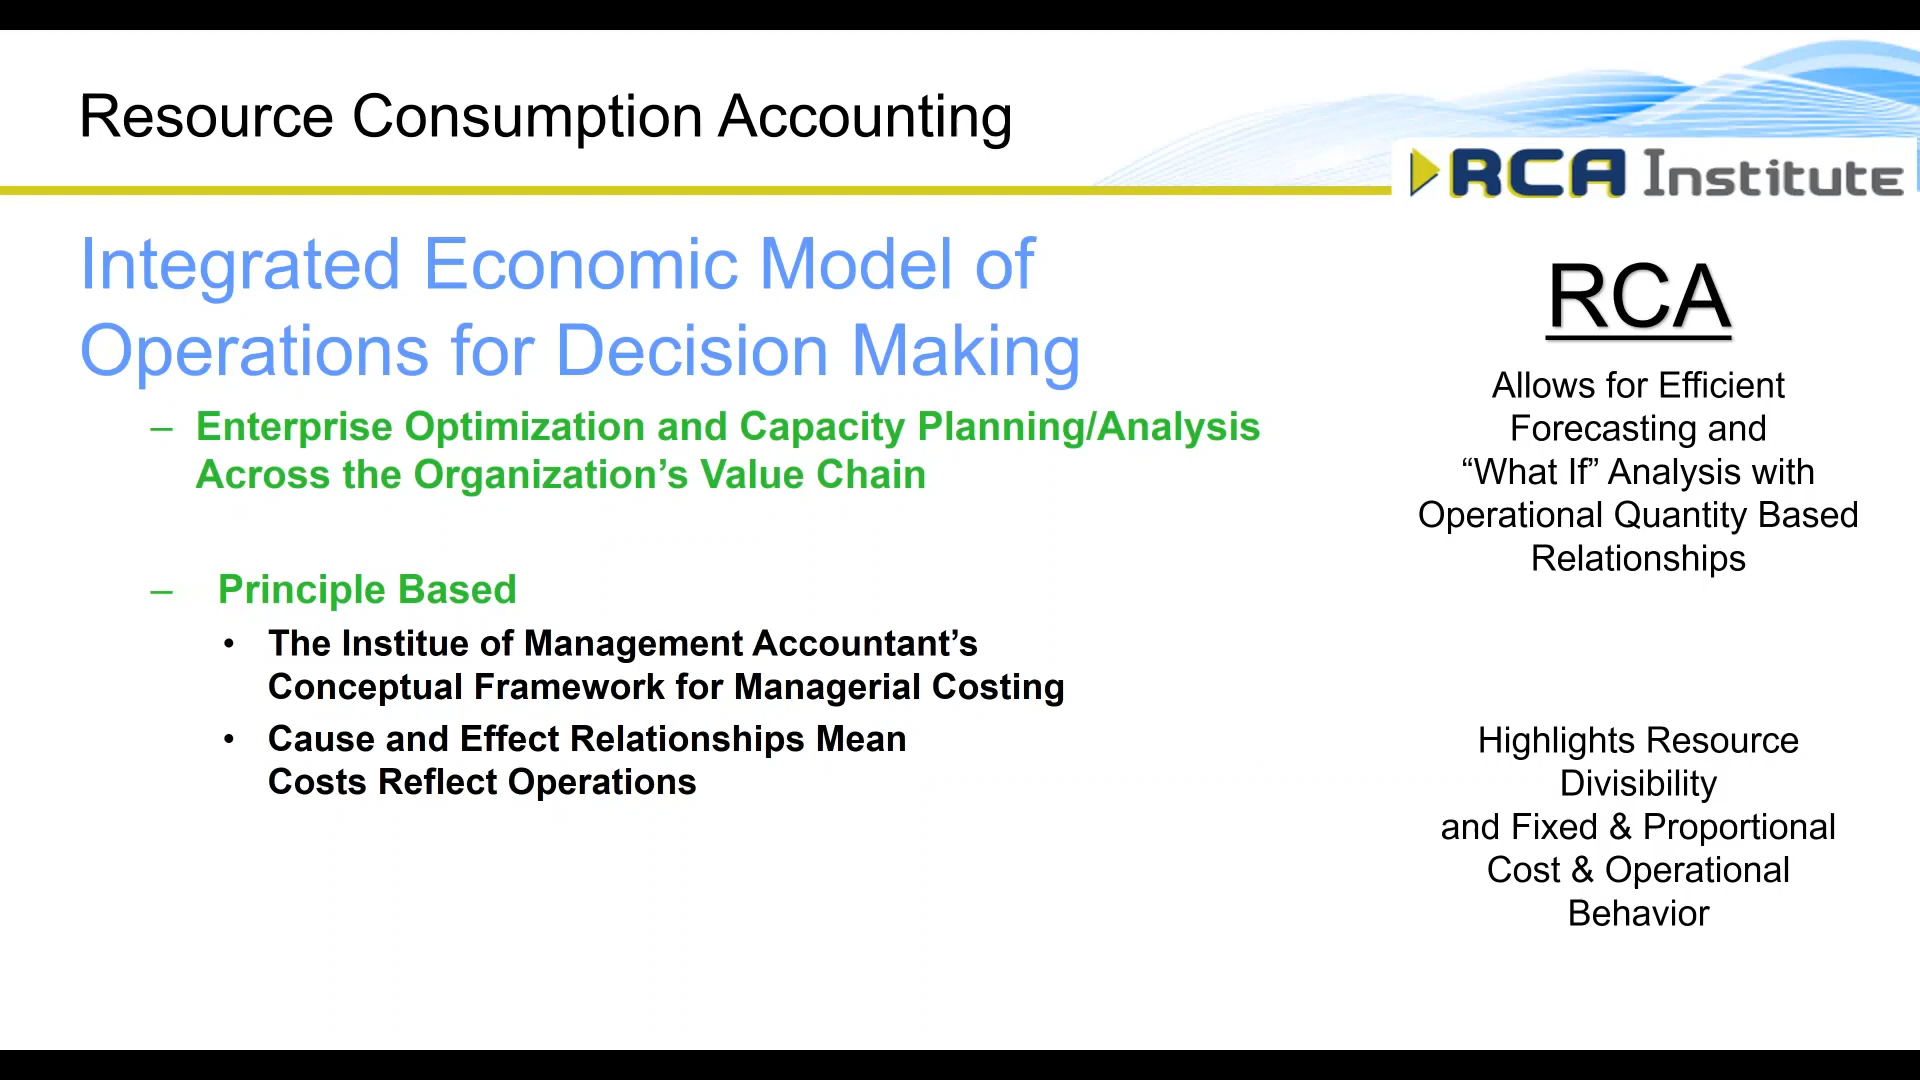 Resource Consumption Accounting
RCA Institute
Integrated Economic Model of
Operations for Decision Making
– Enterprise Optimization and Capacity Planning/Analysis
Across the Organization’s Value Chain
– Principle Based
• The Institue of Management Accountant’s
Conceptual Framework for Managerial Costing
• Cause and Effect Relationships Mean
Costs Reflect Operations
RCA
Allows for Efficient
Forecasting and
“What If” Analysis with
Operational Quantity Based
Relationships
Highlights Resource
Divisibility
and Fixed & Proportional
Cost & Operational
Behavior